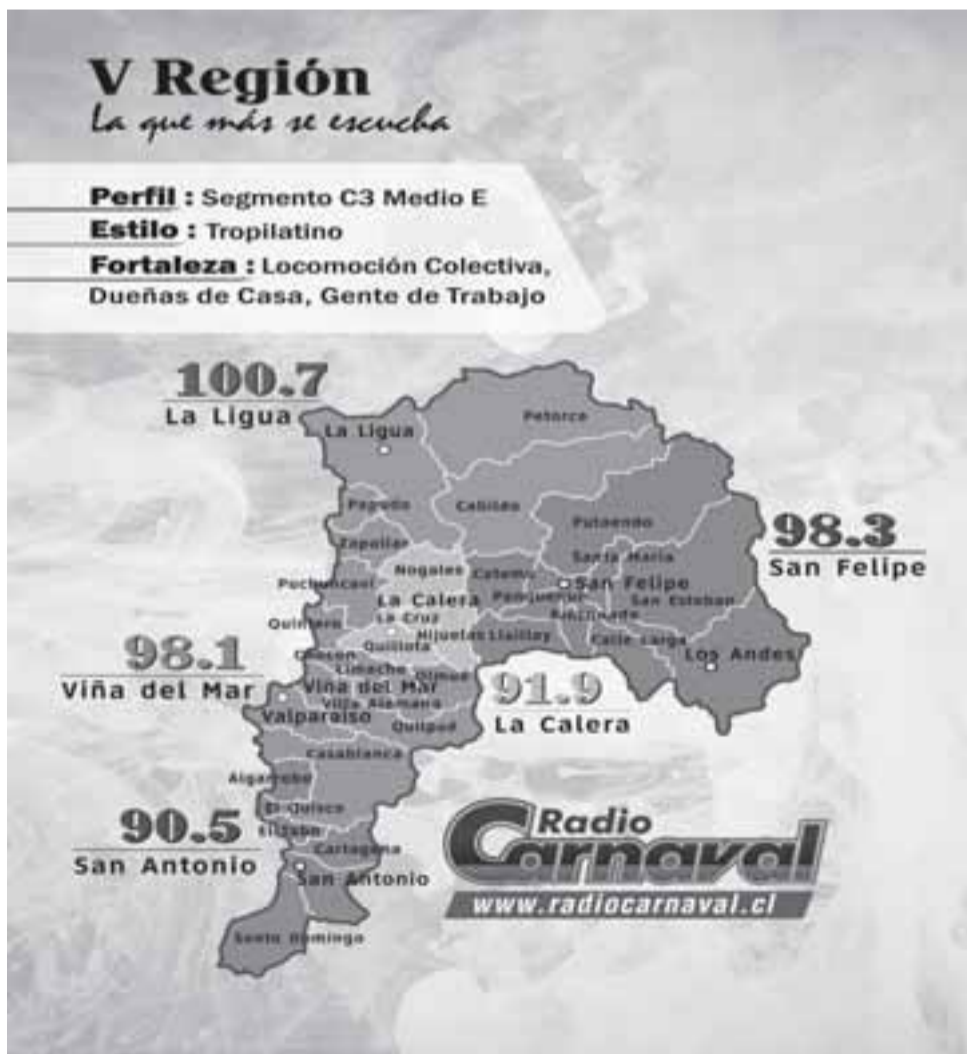 V Región
La que más se escucha
Perfil : Segmento C3 Medio E
Estilo : Tropilatino
Fortaleza : Locomoción Colectiva,
Dueñas de Casa, Gente de Trabajo
100.7
La Ligua
La Ligua
Petorca
Papudo
Cabildo
Putaendo
98.3
San Felipe
Zapallar
Santa María
Nogales
Catemu
San Felipe
Puchuncaví
La Calera
Panquehue
San Esteban
La Cruz
Rinconada
Quintero
Hijuelas
Llaillay
Calle Larga
Quillota
Los Andes
98.1
Viña del Mar
Concón
Limache
Olmué
Viña del Mar
91.9
La Calera
Villa Alemana
Valparaíso
Quilpué
Casablanca
Algarrobo
El Quisco
90.5
San Antonio
El Tabo
Cartagena
San Antonio
Santo Domingo
Radio
Carnaval
www.radiocarnaval.cl